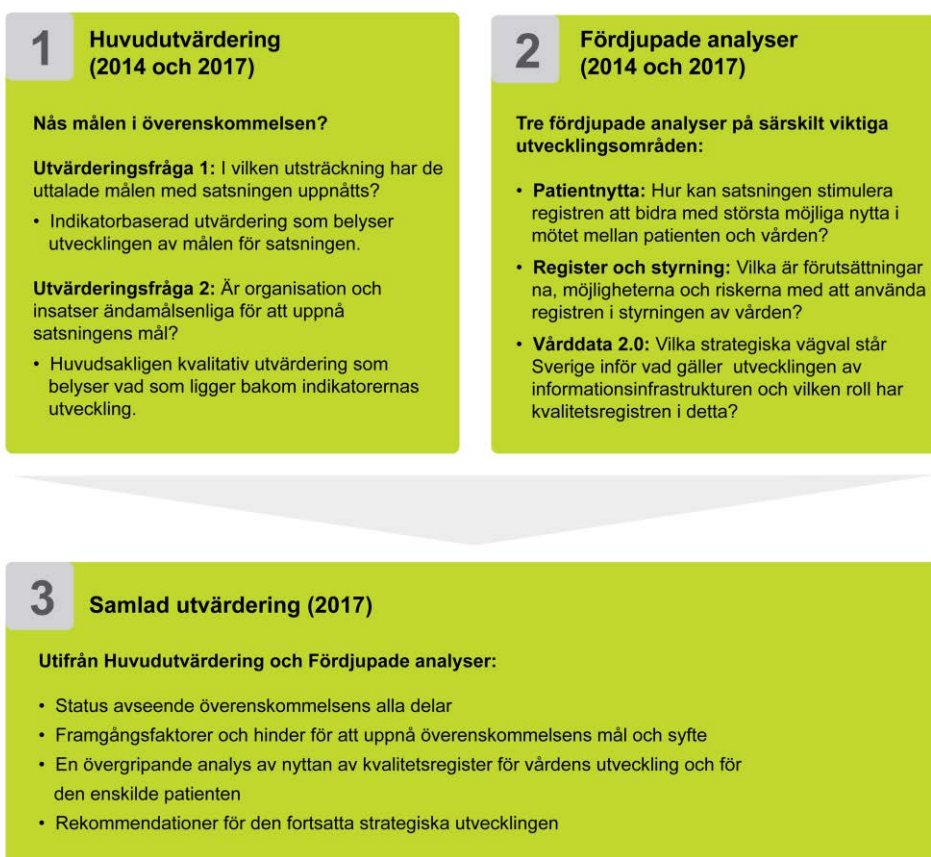 1
Huvudutvärdering
(2014 och 2017)
Nås målen i överenskommelsen?
Utvärderingsfråga 1: I vilken utsträckning har de
uttalade målen med satsningen uppnåtts?
• Indikatorbaserad utvärdering som belyser
utvecklingen av målen för satsningen.
Utvärderingsfråga 2: Är organisation och
insatser ändamålsenliga för att uppnå
satsningens mål?
• Huvudsakligen kvalitativ utvärdering som
belyser vad som ligger bakom indikatorernas
utveckling.
2
Fördjupade analyser
(2014 och 2017)
Tre fördjupade analyser på särskilt viktiga
utvecklingsområden:
• Patientnytta: Hur kan satsningen stimulera
registren att bidra med största möjliga nytta i
mötet mellan patienten och vården?
• Register och styrning: Vilka är förutsättningar
na, möjligheterna och riskerna med att använda
registren i styrningen av vården?
• Vårddata 2.0: Vilka strategiska vägval står
Sverige inför vad gäller utvecklingen av
informationsinfrastrukturen och vilken roll har
kvalitetsregistren i detta?
3
Samlad utvärdering (2017)
Utifrån Huvudutvärdering och Fördjupade analyser:
• Status avseende överenskommelsens alla delar
• Framgångsfaktorer och hinder för att uppnå överenskommelsens mål och syfte
• En övergripande analys av nyttan av kvalitetsregister för vårdens utveckling och för
den enskilde patienten
• Rekommendationer för den fortsatta strategiska utvecklingen